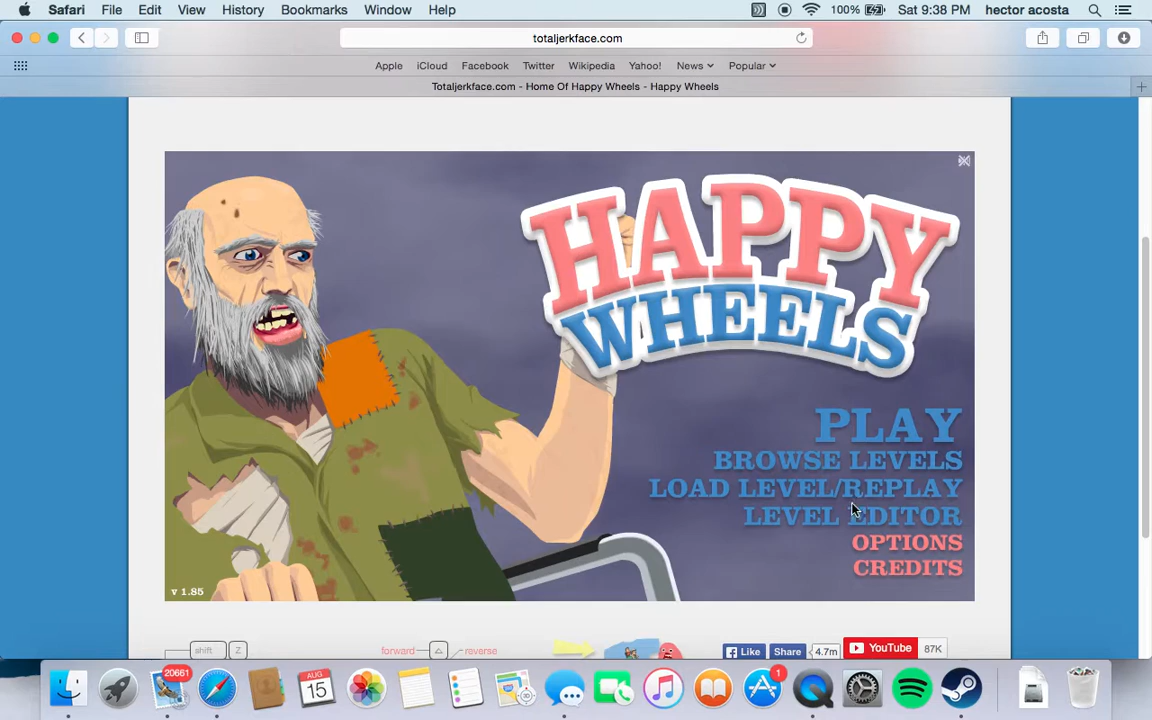 Safari File Edit View History Bookmarks Window Help 100% Sat 9:38 PM hector acosta
totaljerkface.com
Apple iCloud Facebook Twitter Wikipedia Yahoo! News Popular
Totaljerkface.com - Home Of Happy Wheels - Happy Wheels
HAPPY
WHEELS
PLAY
BROWSE LEVELS
LOAD LEVEL/REPLAY
LEVEL EDITOR
OPTIONS
CREDITS
v 1.85
shift Z forward reverse Like Share 4.7m YouTube 87K
20661 AUG 15 1